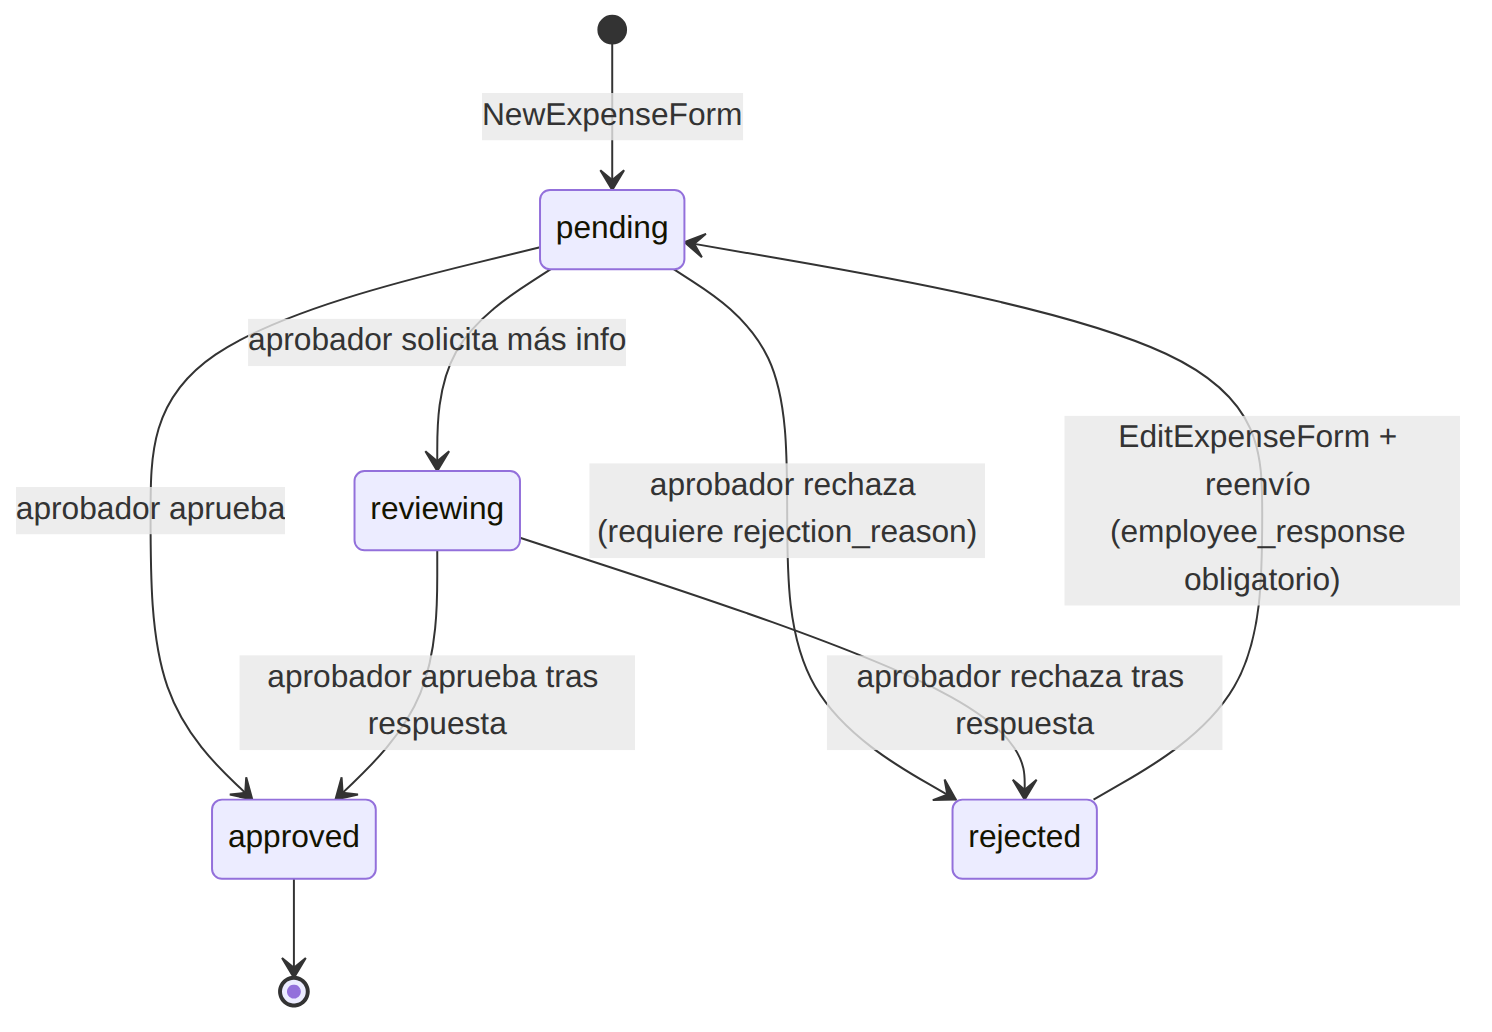 NewExpenseForm
pending
aprobador solicita más info
EditExpenseForm +
reenvío
(employee_response
obligatorio)
aprobador aprueba
reviewing
aprobador rechaza
(requiere rejection_reason)
aprobador aprueba tras
respuesta
aprobador rechaza tras
respuesta
approved
rejected